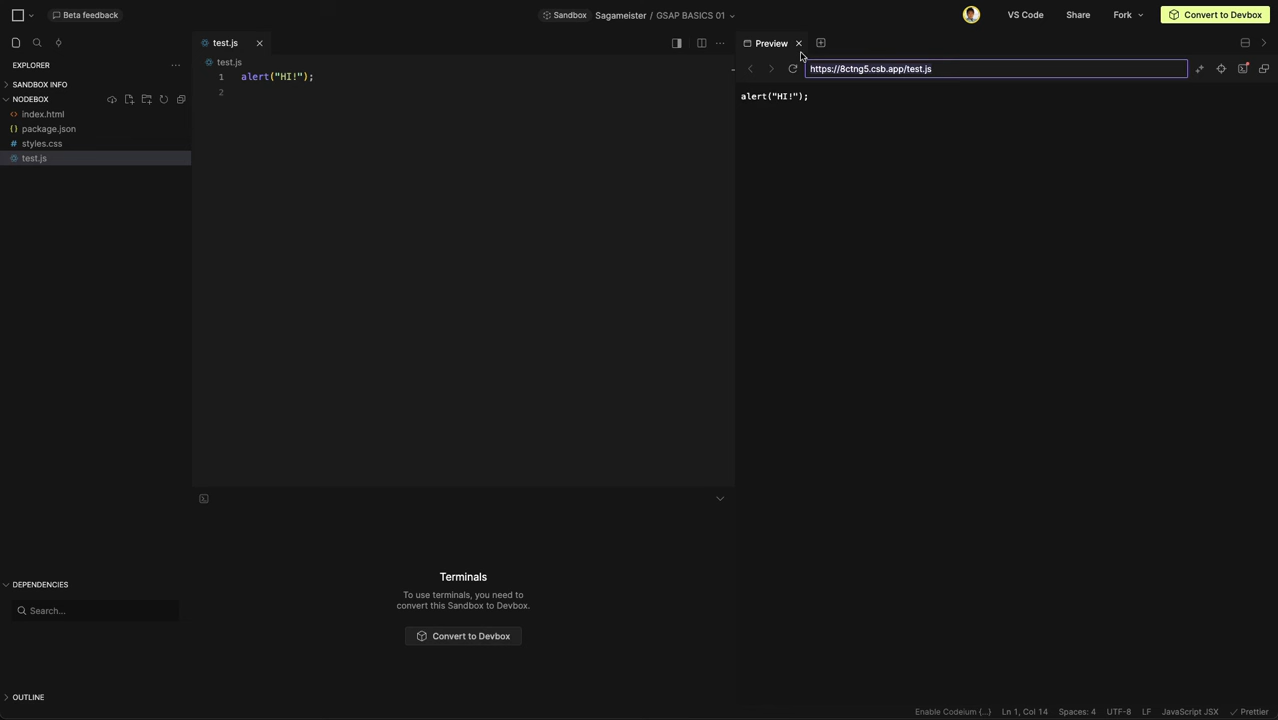 Beta feedback
Sandbox Sagameister / GSAP BASICS 01
VS Code
Share
Fork
Convert to Devbox
EXPLORER
SANDBOX INFO
NODEBOX
index.html
package.json
styles.css
test.js
DEPENDENCIES
Search...
OUTLINE
test.js
test.js
1 alert("HI!");
2
Terminals
To use terminals, you need to
convert this Sandbox to Devbox.
Convert to Devbox
Preview
https://8ctng5.csb.app/test.js
alert("HI!");
Enable Codeium {...} Ln 1, Col 14 Spaces: 4 UTF-8 LF JavaScript JSX Prettier